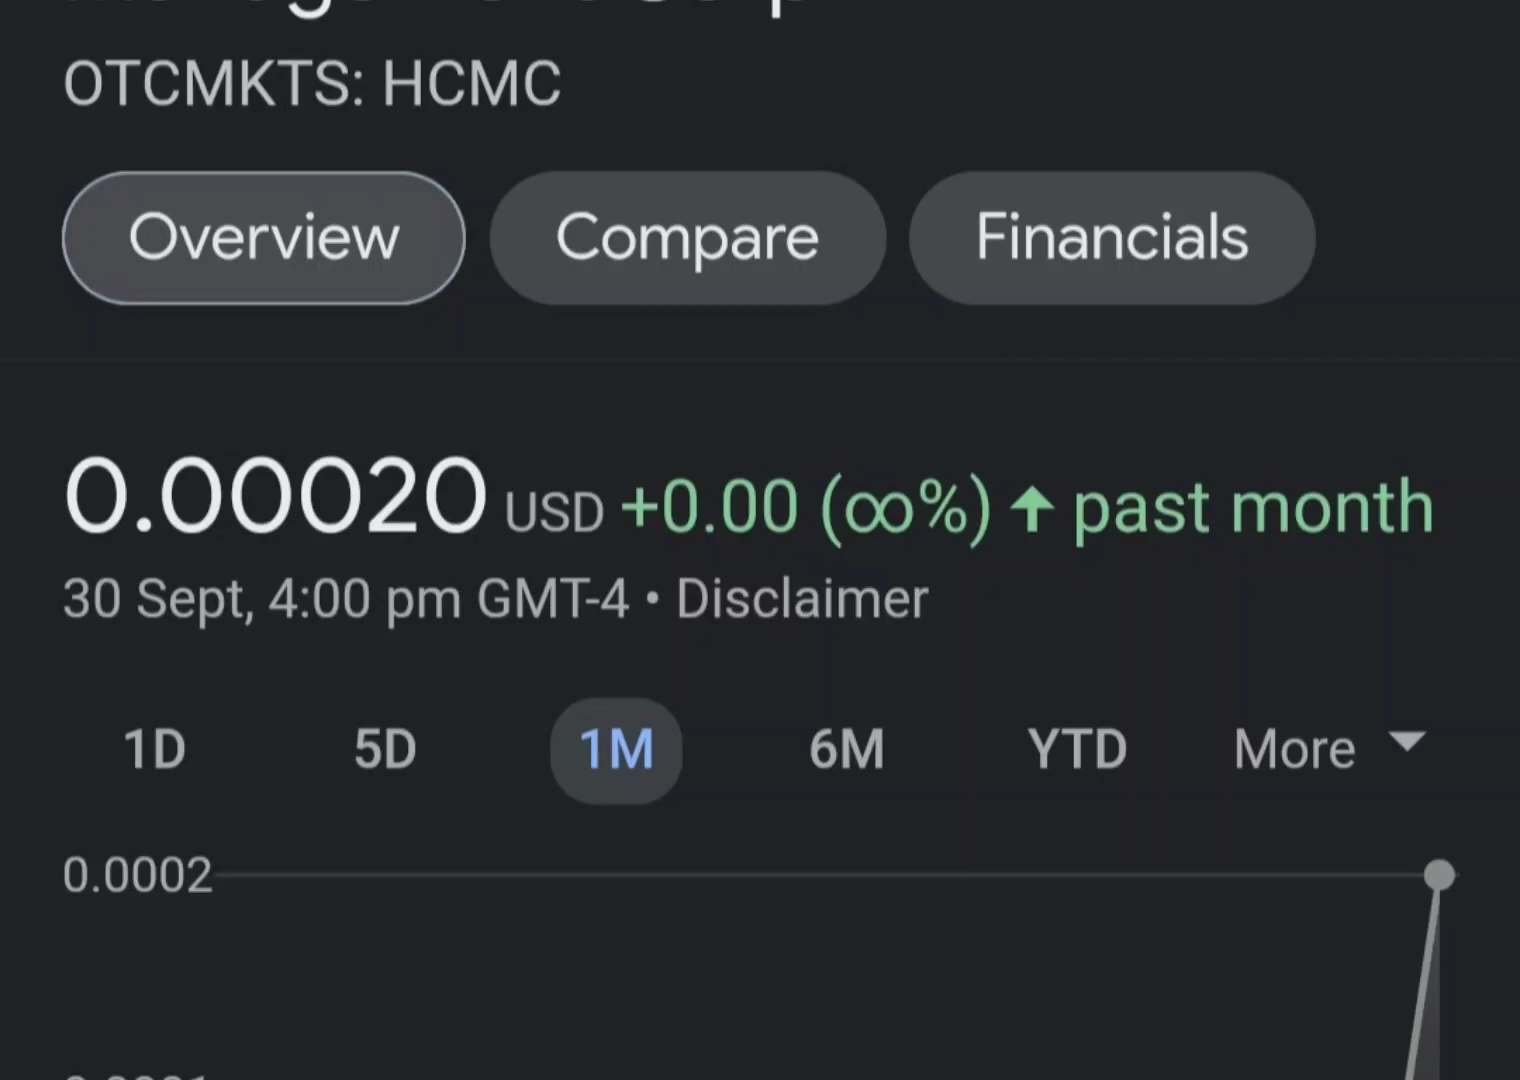 OTCMKTS: HCMC
Overview Compare Financials
0.00020 USD +0.00 (∞%) ↑ past month
30 Sept, 4:00 pm GMT-4 • Disclaimer
1D 5D 1M 6M YTD More
0.0002